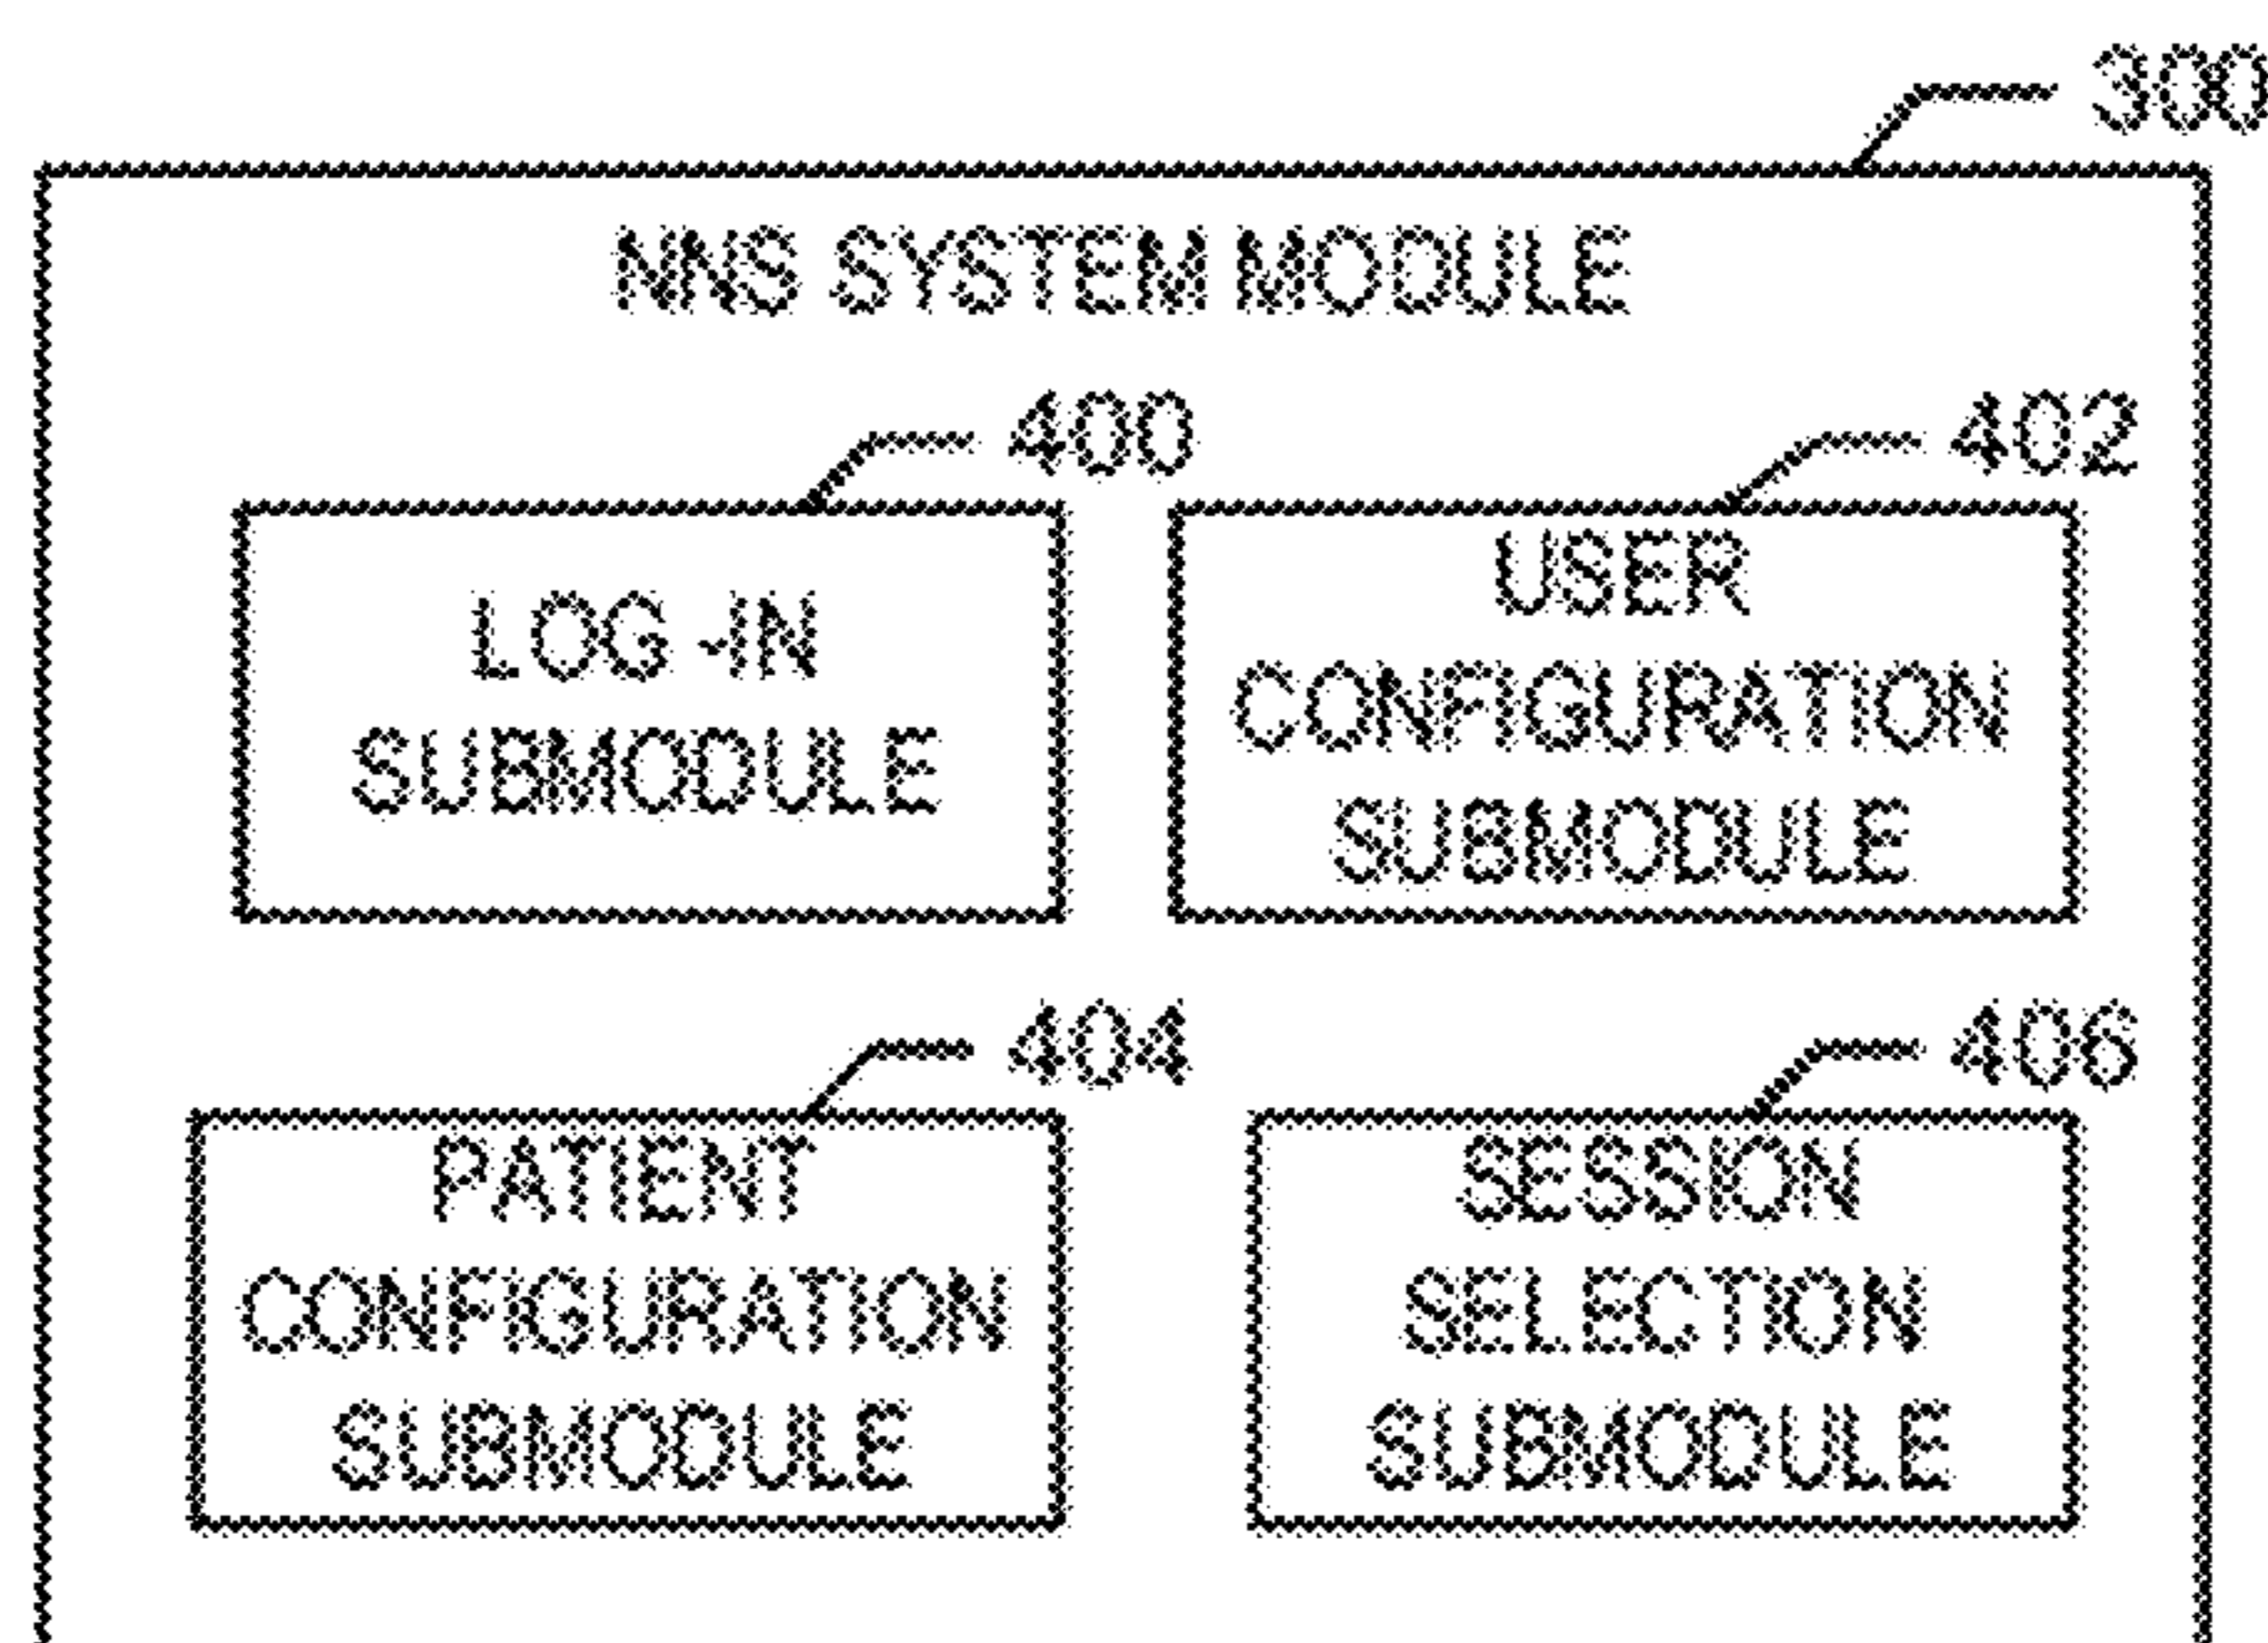 300
NNS SYSTEM MODULE
400
402
LOG -IN
SUBMODULE
USER
CONFIGURATION
SUBMODULE
404
406
PATIENT
CONFIGURATION
SUBMODULE
SESSION
SELECTION
SUBMODULE